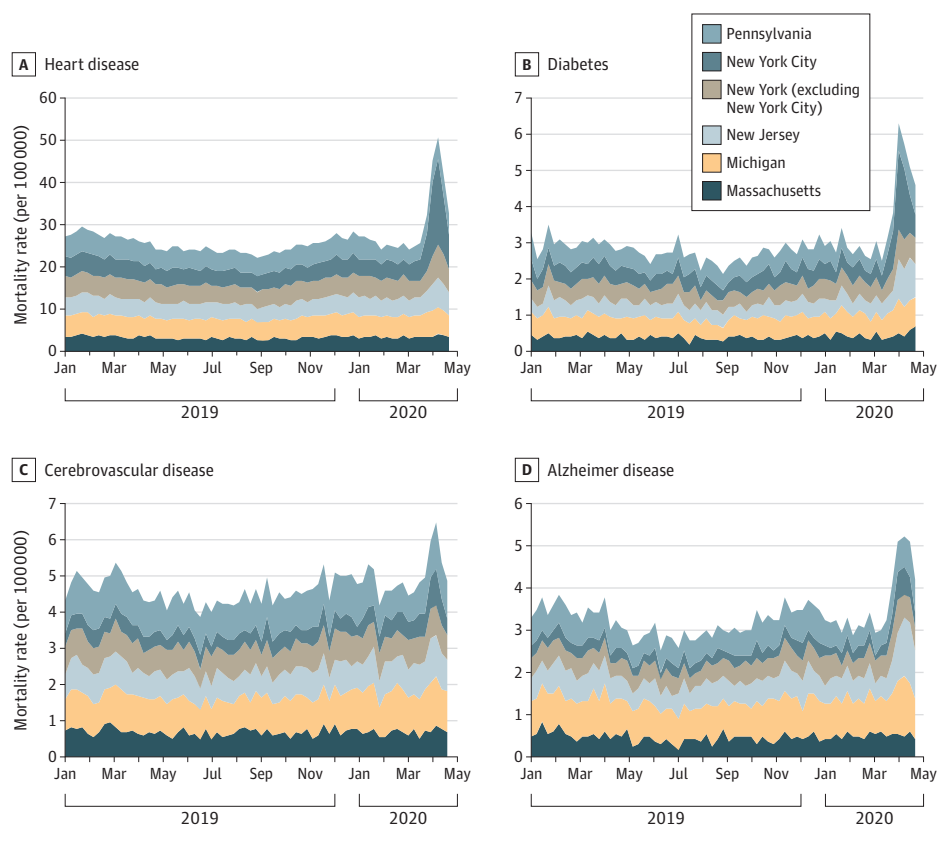 Pennsylvania
New York City
New York (excluding
New York City)
New Jersey
Michigan
Massachusetts
A Heart disease
Mortality rate (per 100 000)
60
50
40
30
20
10
0
Jan Mar May Jul Sep Nov Jan Mar May
2019 2020
B Diabetes
7
6
5
4
3
2
1
0
Jan Mar May Jul Sep Nov Jan Mar May
2019 2020
C Cerebrovascular disease
Mortality rate (per 100 000)
7
6
5
4
3
2
1
0
Jan Mar May Jul Sep Nov Jan Mar May
2019 2020
D Alzheimer disease
6
5
4
3
2
1
0
Jan Mar May Jul Sep Nov Jan Mar May
2019 2020